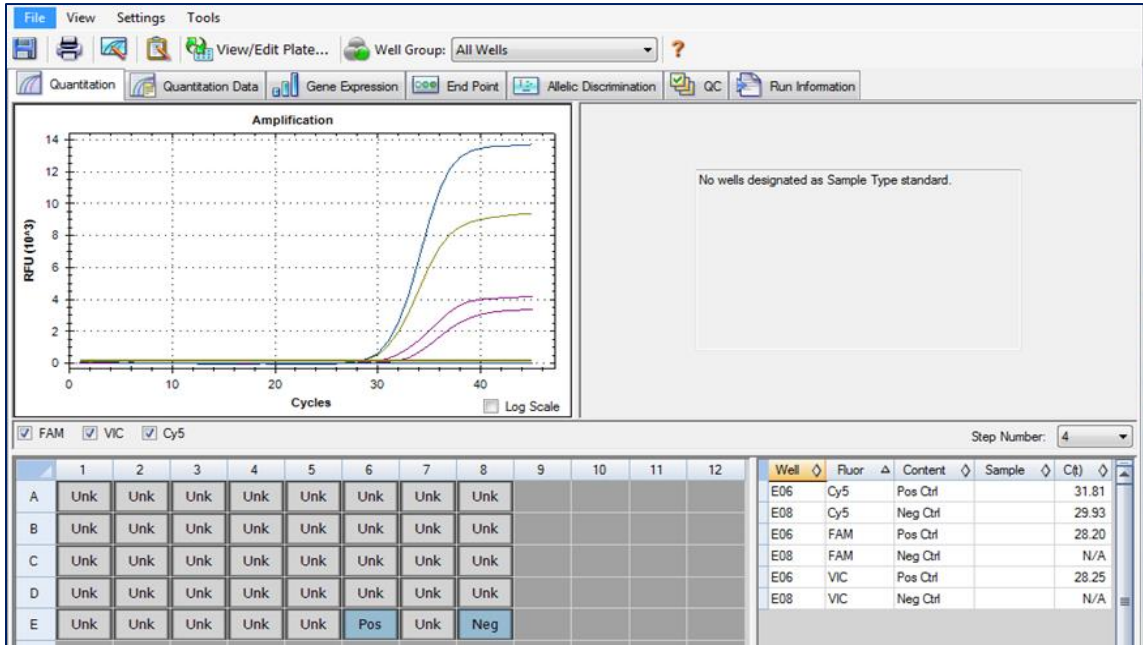 File View Settings Tools
View/Edit Plate... Well Group: All Wells ?
Quantitation Quantitation Data Gene Expression End Point Allelic Discrimination QC Run Information
Amplification
14
12
10
8
6
4
2
0
RFU (10^3)
0 10 20 30 40
Cycles
Log Scale
No wells designated as Sample Type standard.
FAM VIC Cy5
Step Number: 4
1 2 3 4 5 6 7 8 9 10 11 12
A Unk Unk Unk Unk Unk Unk Unk Unk
B Unk Unk Unk Unk Unk Unk Unk Unk
C Unk Unk Unk Unk Unk Unk Unk Unk
D Unk Unk Unk Unk Unk Unk Unk Unk
E Unk Unk Unk Unk Unk Pos Unk Neg
Well Fluor Content Sample C(t)
E06 Cy5 Pos Ctrl 31.81
E08 Cy5 Neg Ctrl 29.93
E06 FAM Pos Ctrl 28.20
E08 FAM Neg Ctrl N/A
E06 VIC Pos Ctrl 28.25
E08 VIC Neg Ctrl N/A